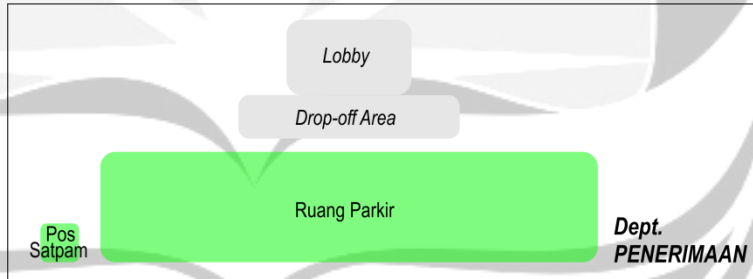 Lobby
Drop-off Area
Ruang Parkir
Pos
Satpam
Dept.
PENERIMAAN